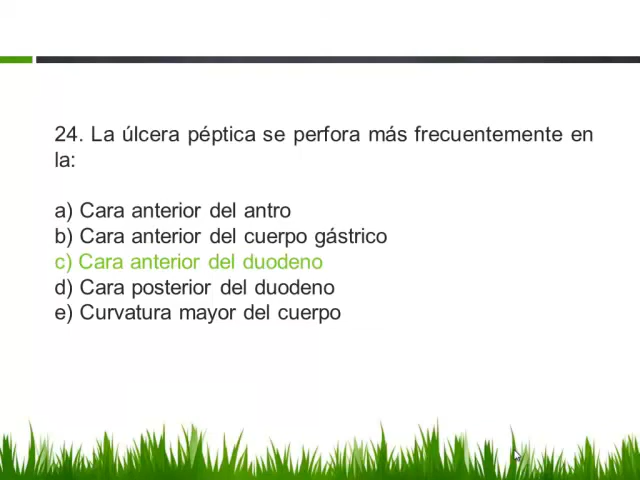 24. La úlcera péptica se perfora más frecuentemente en
la:
a) Cara anterior del antro
b) Cara anterior del cuerpo gástrico
c) Cara anterior del duodeno
d) Cara posterior del duodeno
e) Curvatura mayor del cuerpo